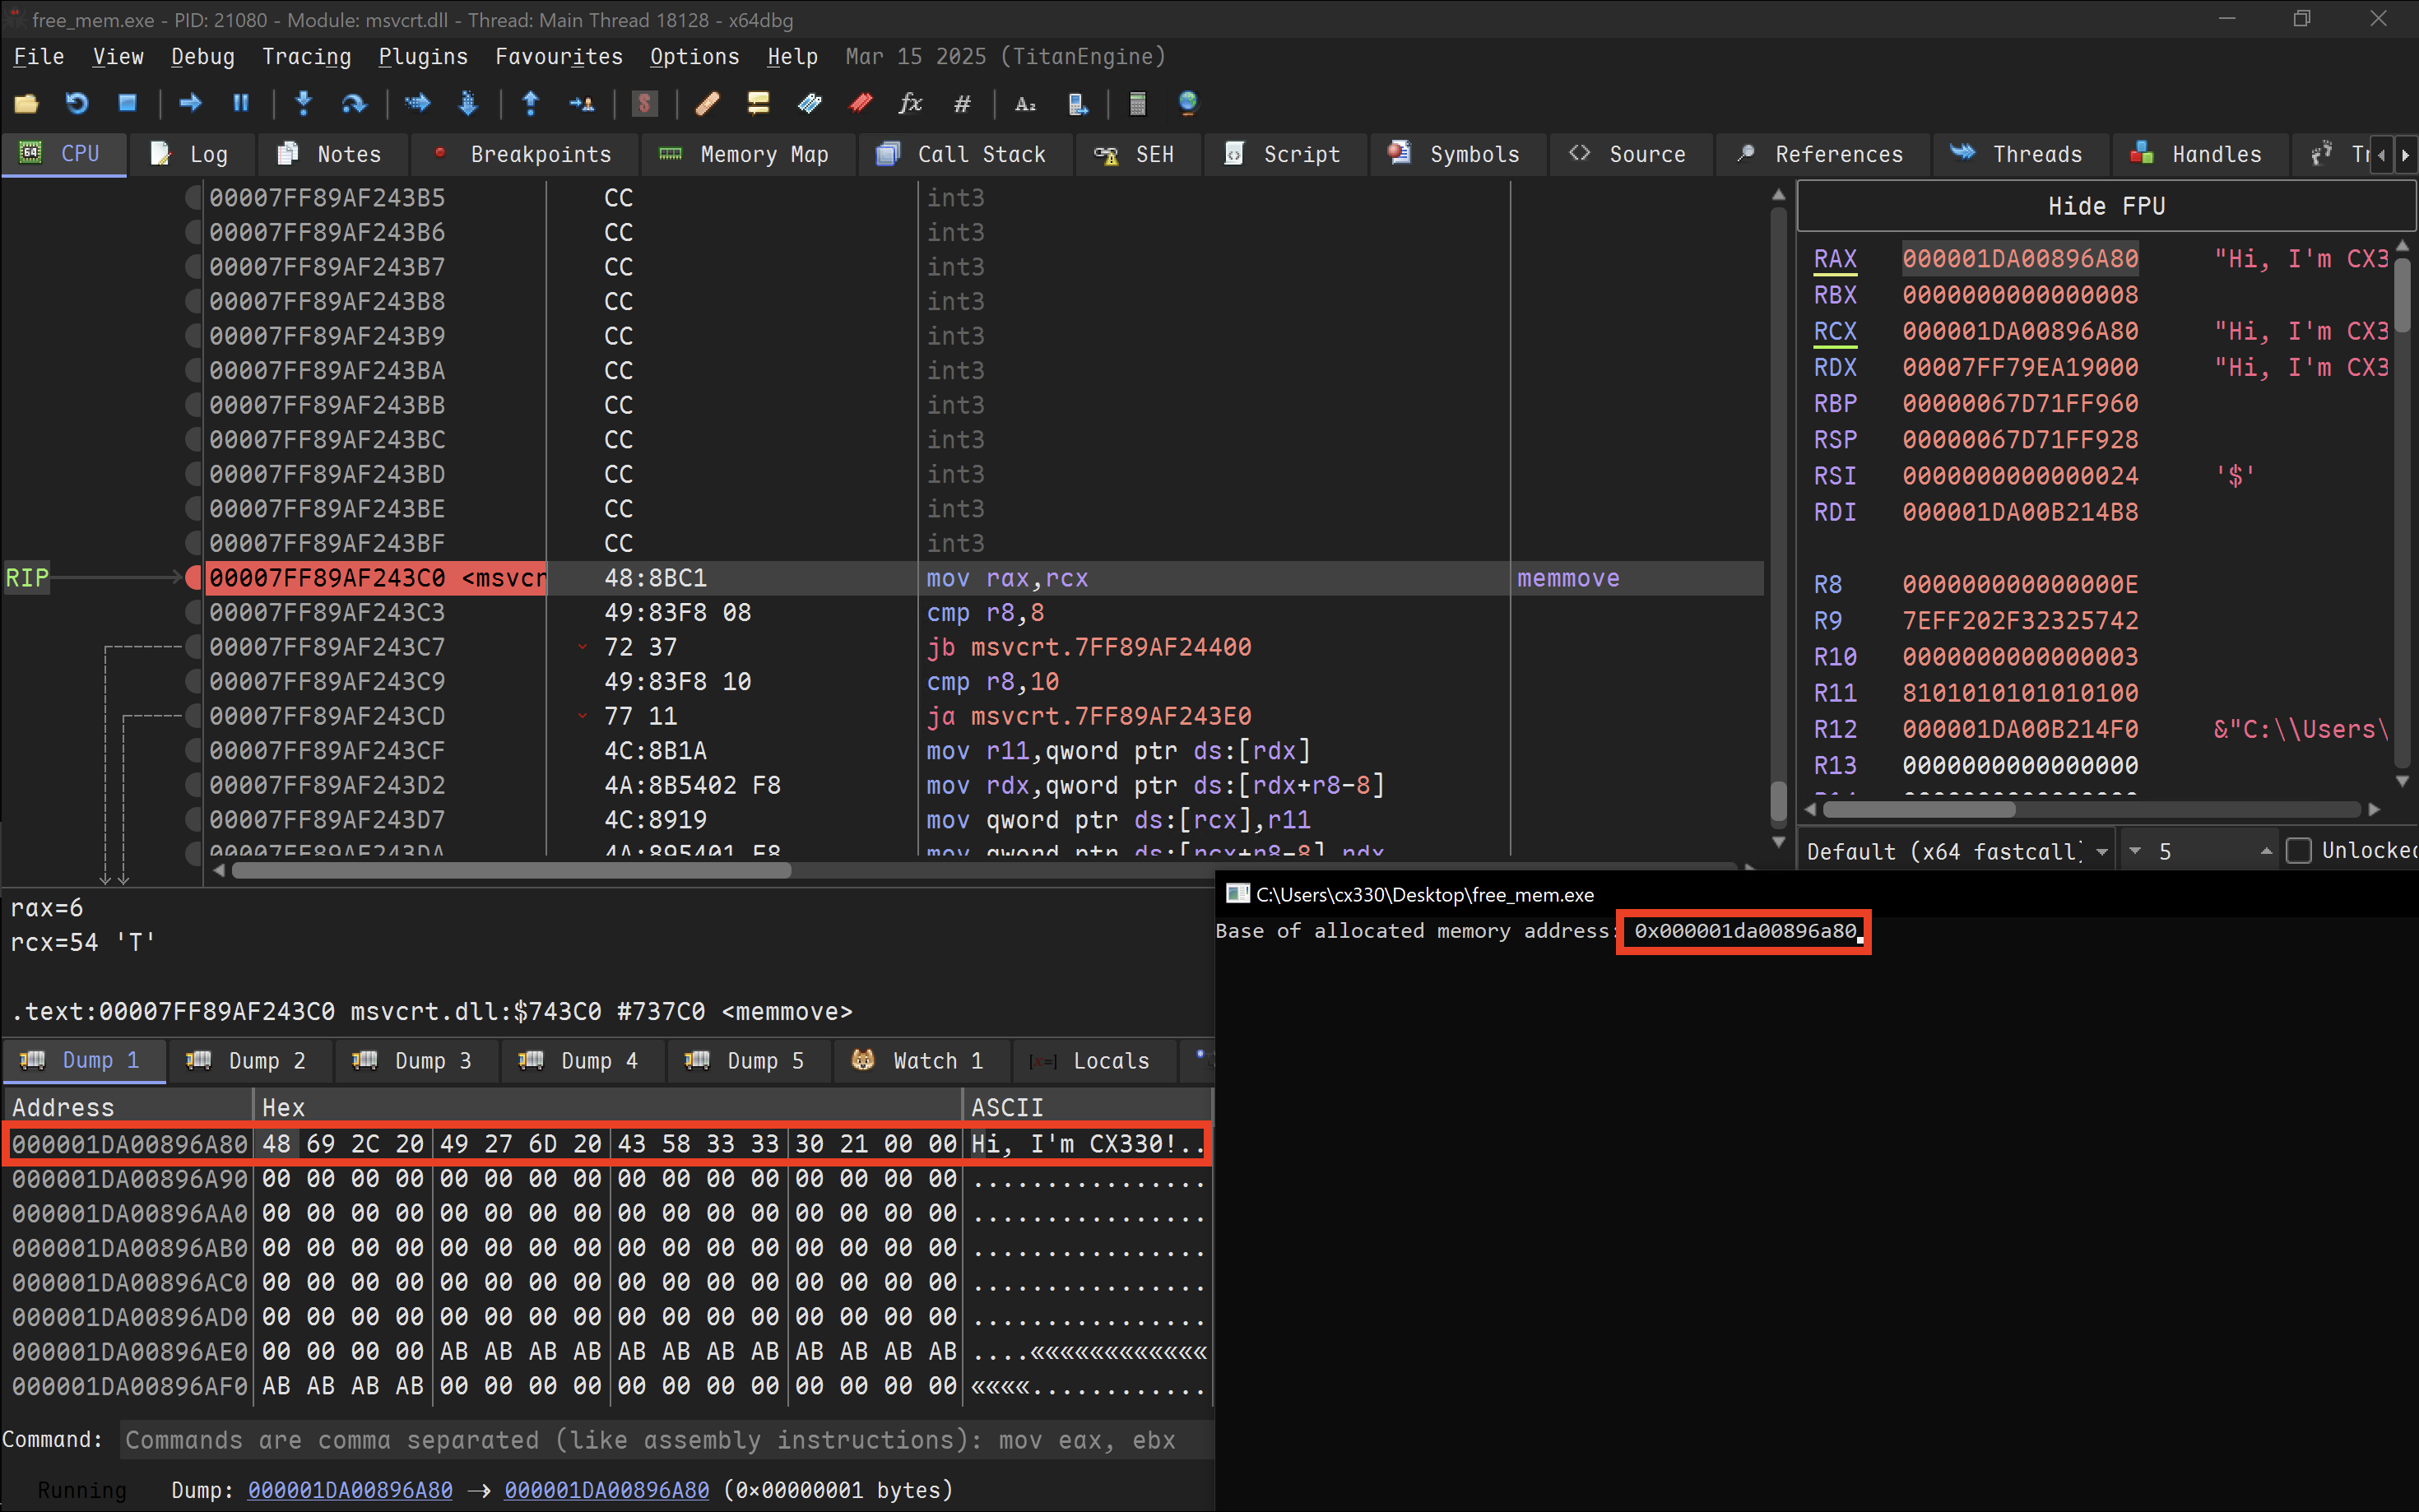 free_mem.exe - PID: 21080 - Module: msvcrt.dll - Thread: Main Thread 18128 - x64dbg
File View Debug Tracing Plugins Favourites Options Help Mar 15 2025 (TitanEngine)
CPU Log Notes Breakpoints Memory Map Call Stack SEH Script Symbols Source References Threads Handles Tr
00007FF89AF243B5 CC int3
00007FF89AF243B6 CC int3
00007FF89AF243B7 CC int3
00007FF89AF243B8 CC int3
00007FF89AF243B9 CC int3
00007FF89AF243BA CC int3
00007FF89AF243BB CC int3
00007FF89AF243BC CC int3
00007FF89AF243BD CC int3
00007FF89AF243BE CC int3
00007FF89AF243BF CC int3
RIP 00007FF89AF243C0 <msvcr 48:8BC1 mov rax,rcx memmove
00007FF89AF243C3 49:83F8 08 cmp r8,8
00007FF89AF243C7 72 37 jb msvcrt.7FF89AF24400
00007FF89AF243C9 49:83F8 10 cmp r8,10
00007FF89AF243CD 77 11 ja msvcrt.7FF89AF243E0
00007FF89AF243CF 4C:8B1A mov r11,qword ptr ds:[rdx]
00007FF89AF243D2 4A:8B5402 F8 mov rdx,qword ptr ds:[rdx+r8-8]
00007FF89AF243D7 4C:8919 mov qword ptr ds:[rcx],r11
00007FF89AF243DA 4A:895401 F8 mov qword ptr ds:[rcx+r8-8],rdx
Hide FPU
RAX 000001DA00896A80 "Hi, I'm CX3
RBX 0000000000000008
RCX 000001DA00896A80 "Hi, I'm CX3
RDX 00007FF79EA19000 "Hi, I'm CX3
RBP 00000067D71FF960
RSP 00000067D71FF928
RSI 0000000000000024 '$'
RDI 000001DA00B214B8
R8 000000000000000E
R9 7EFF202F32325742
R10 0000000000000003
R11 8101010101010100
R12 000001DA00B214F0 &"C:\\Users\
R13 0000000000000000
Default (x64 fastcall) 5 Unlocked
rax=6
rcx=54 'T'
.text:00007FF89AF243C0 msvcrt.dll:$743C0 #737C0 <memmove>
C:\Users\cx330\Desktop\free_mem.exe
Base of allocated memory address: 0x000001da00896a80
Dump 1 Dump 2 Dump 3 Dump 4 Dump 5 Watch 1 Locals
Address Hex ASCII
000001DA00896A80 48 69 2C 20 49 27 6D 20 43 58 33 33 30 21 00 00 Hi, I'm CX330!..
000001DA00896A90 00 00 00 00 00 00 00 00 00 00 00 00 00 00 00 00 ................
000001DA00896AA0 00 00 00 00 00 00 00 00 00 00 00 00 00 00 00 00 ................
000001DA00896AB0 00 00 00 00 00 00 00 00 00 00 00 00 00 00 00 00 ................
000001DA00896AC0 00 00 00 00 00 00 00 00 00 00 00 00 00 00 00 00 ................
000001DA00896AD0 00 00 00 00 00 00 00 00 00 00 00 00 00 00 00 00 ................
000001DA00896AE0 00 00 00 00 AB AB AB AB AB AB AB AB AB AB AB AB ....««««««««««««
000001DA00896AF0 AB AB AB AB 00 00 00 00 00 00 00 00 00 00 00 00 ««««............
Command: Commands are comma separated (like assembly instructions): mov eax, ebx
Running Dump: 000001DA00896A80 → 000001DA00896A80 (0x00000001 bytes)